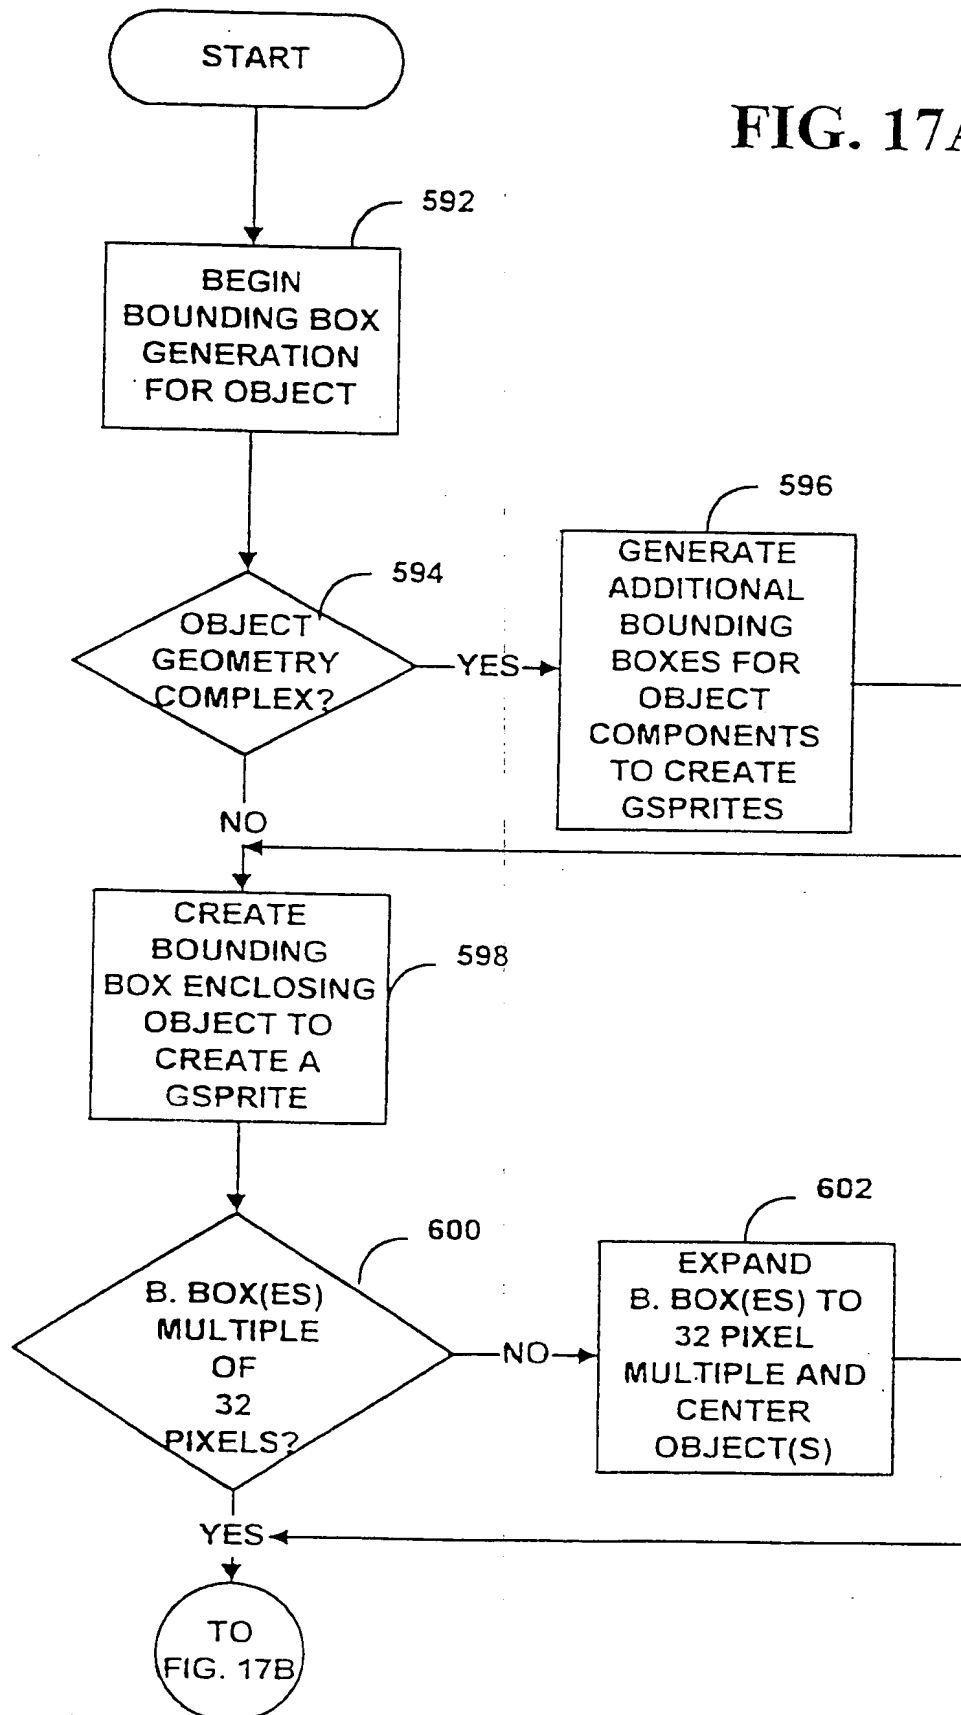 START
FIG. 17A
592
BEGIN
BOUNDING BOX
GENERATION
FOR OBJECT
594
OBJECT
GEOMETRY
COMPLEX?
YES
596
GENERATE
ADDITIONAL
BOUNDING
BOXES FOR
OBJECT
COMPONENTS
TO CREATE
GSPRITES
NO
CREATE
BOUNDING
BOX ENCLOSING
OBJECT TO
CREATE A
GSPRITE
598
600
B. BOX(ES)
MULTIPLE
OF
32
PIXELS?
NO
602
EXPAND
B. BOX(ES) TO
32 PIXEL
MULTIPLE AND
CENTER
OBJECT(S)
YES
TO
FIG. 17B